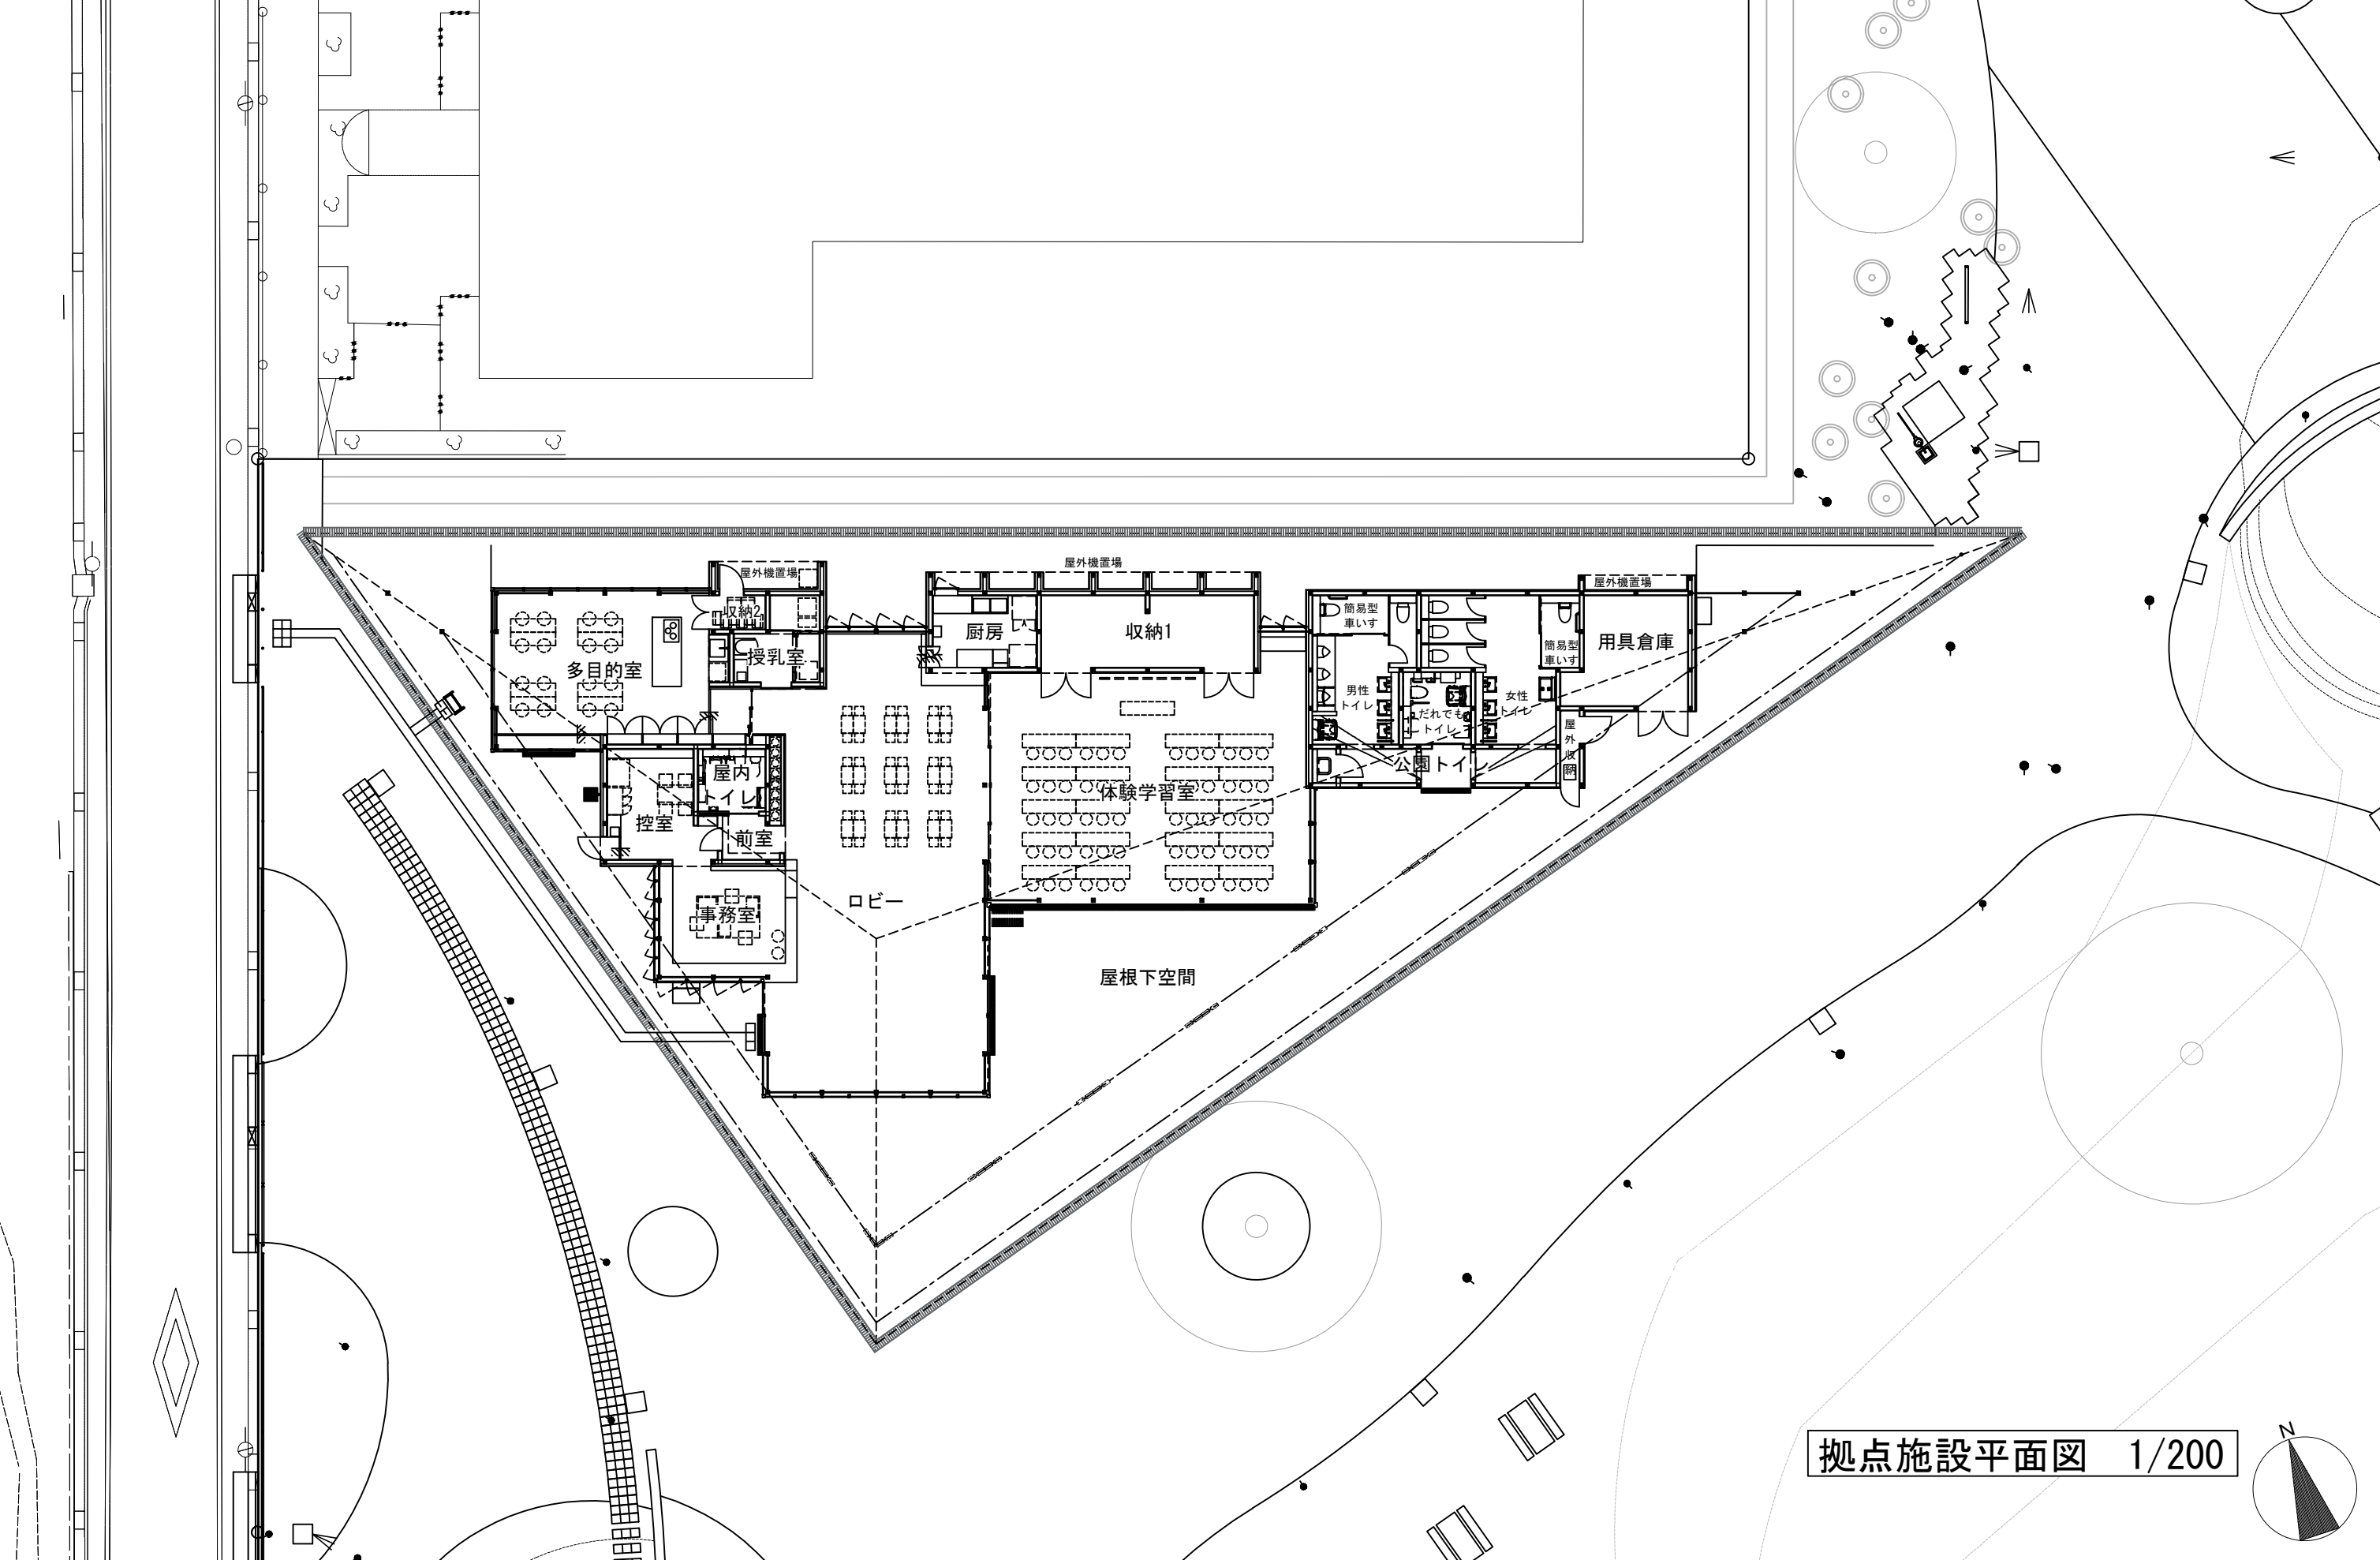 屋外機置場
屋外機置場
屋外機置場
収納2
厨房
収納1
簡易型
車いす
用具倉庫
多目的室
授乳室
簡易型
車いす
男性
トイレ
だれでも
トイレ
女性
トイレ
屋外収納
屋内
トイレ
公園トイレ
体験学習室
控室
前室
事務室
ロビー
屋根下空間
拠点施設平面図 1/200
N